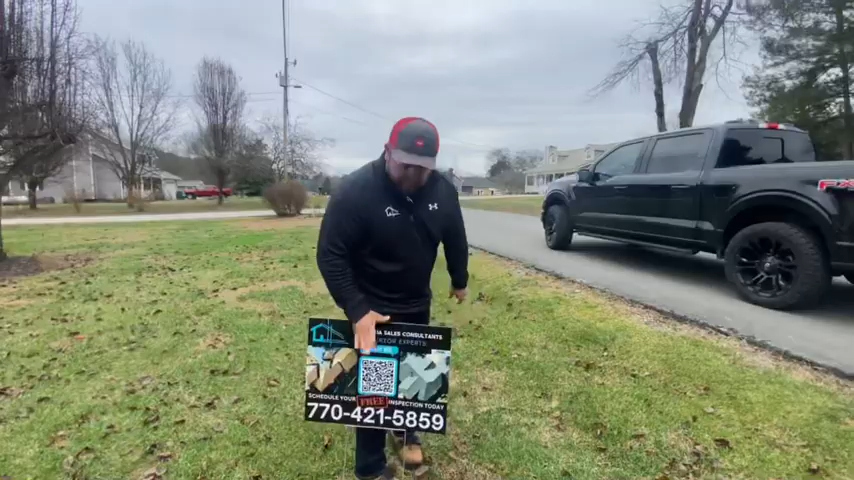 SALES CONSULTANTS
EXPERTS
SCHEDULE YOUR FREE INSPECTION TODAY
770-421-5859